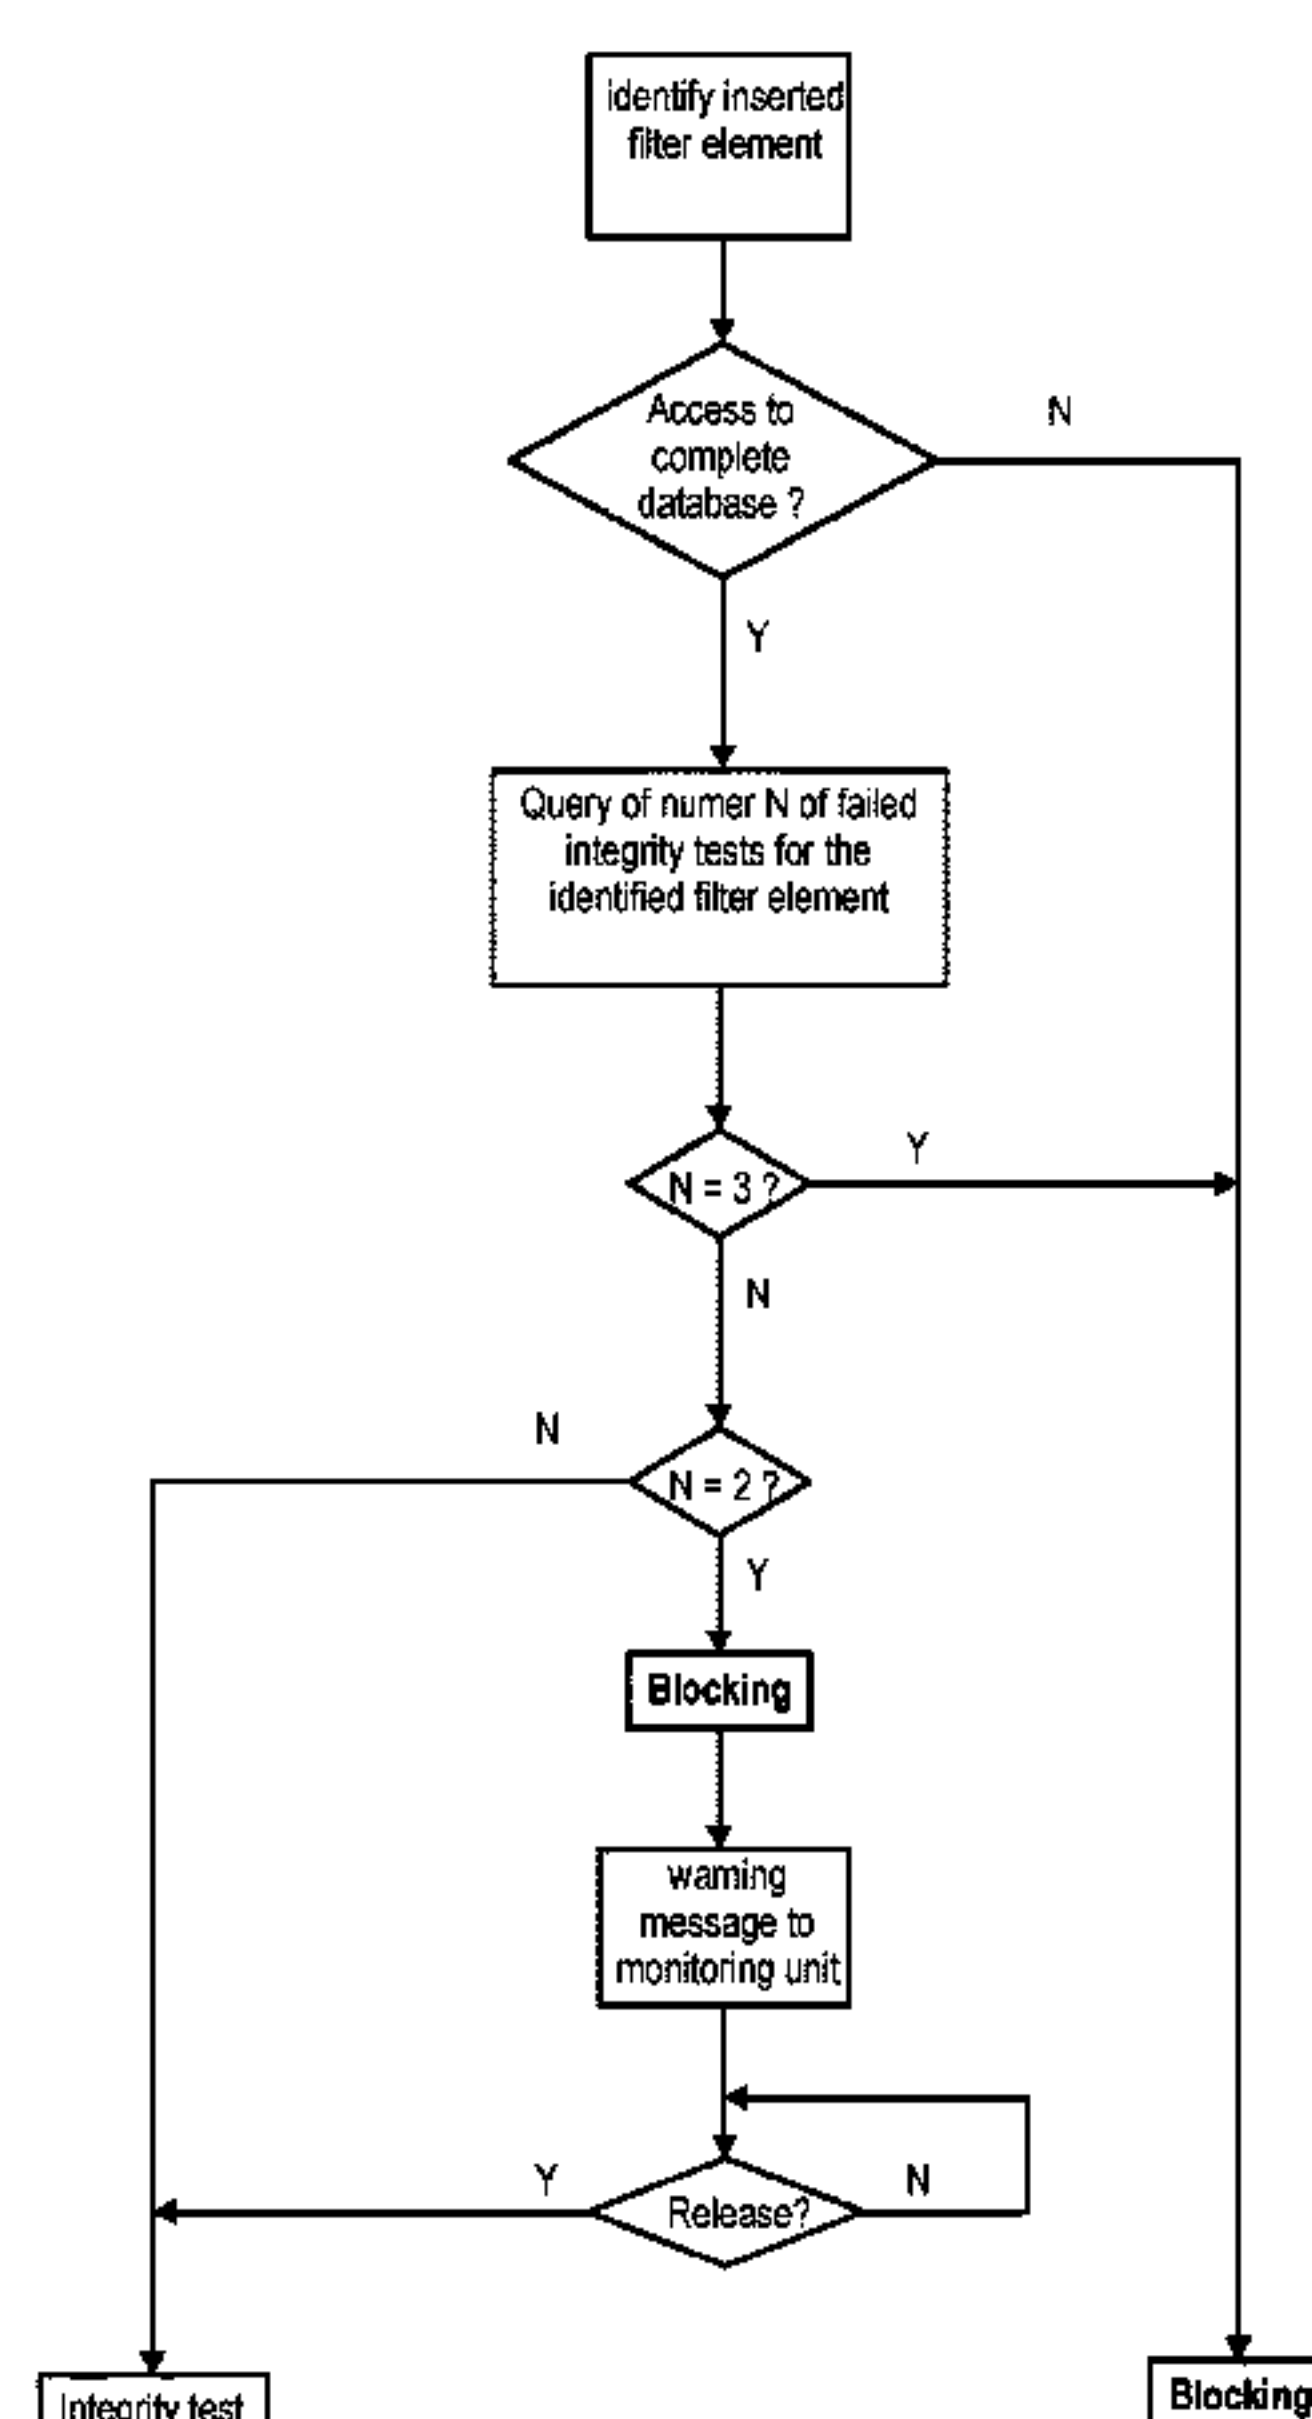 identify inserted
filter element
Access to
complete
database ?
N
Y
Query of numer N of failed
integrity tests for the
identified filter element
N = 3 ?
Y
N
N = 2 ?
N
Y
Blocking
warning
message to
monitoring unit
Release?
Y
N
Integrity test
Blocking